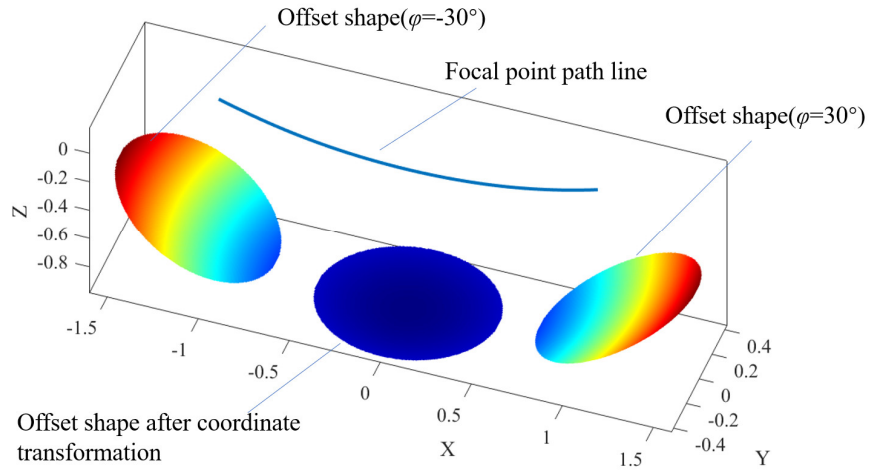 Offset shape(φ=-30°)
Focal point path line
Offset shape(φ=30°)
0
-0.2
-0.4
-0.6
-0.8
Z
-1.5
-1
-0.5
0
0.5
1
1.5
X
0.4
0.2
0
-0.2
-0.4
Y
Offset shape after coordinate
transformation